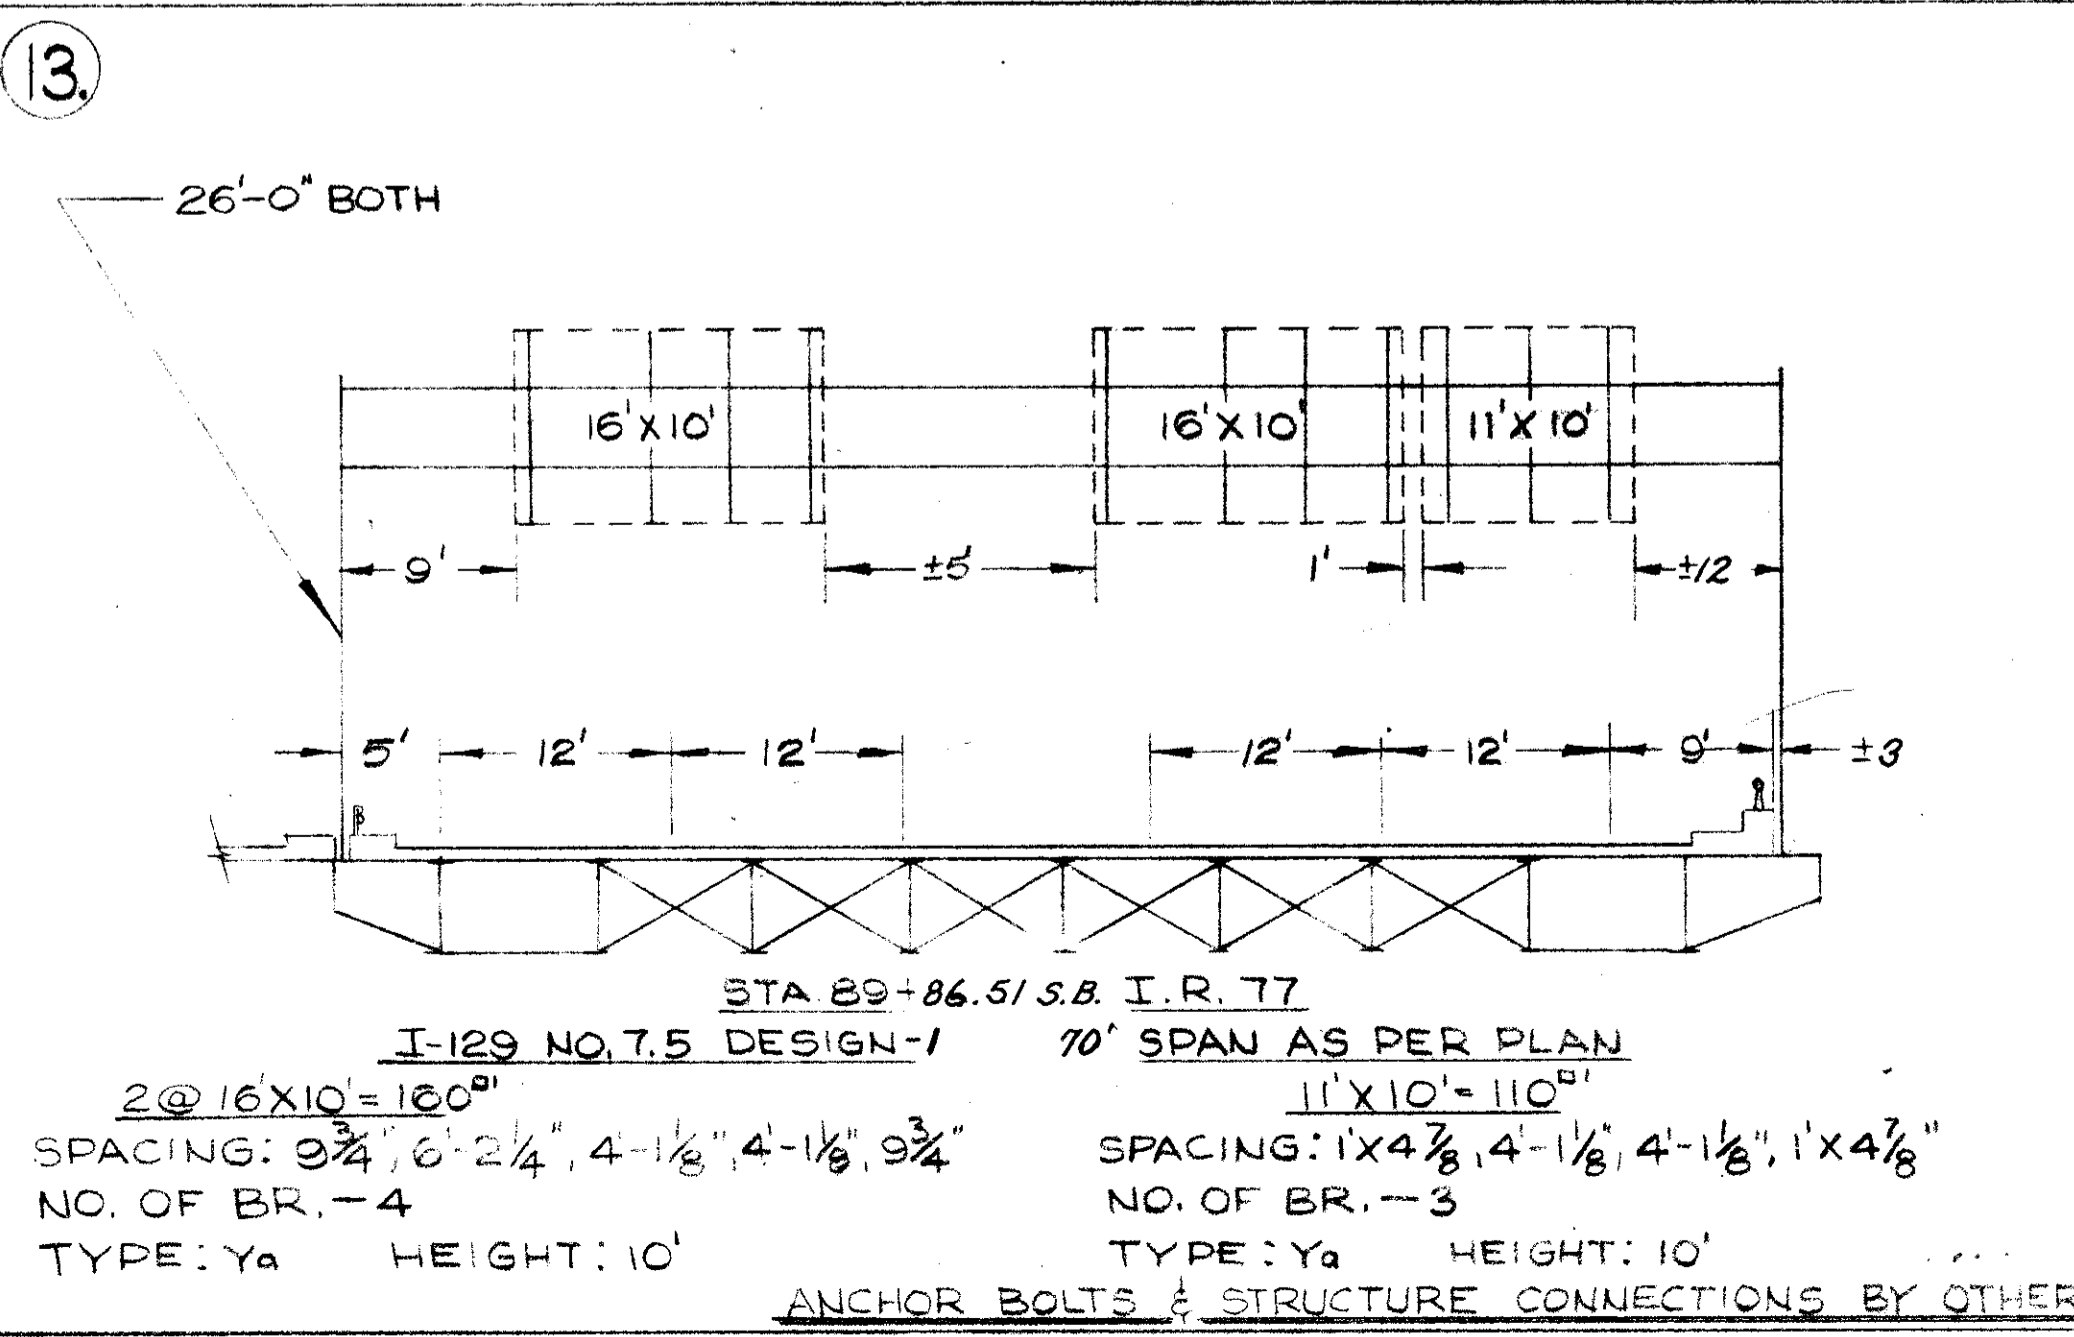 13.
26'-0" BOTH
16'X10' 16'X10' 11'X10'
9' ±5' 1' ±12
5' 12' 12' 12' 12' 9' ±3
STA. 89+86.51 S.B. I.R. 77
I-129 NO. 7.5 DESIGN-1 70' SPAN AS PER PLAN
2@16'X10'=160□' 11'X10'=110□'
SPACING: 9¾", 6'-2¼", 4'-1⅛", 4'-1⅛", 9¾" SPACING: 1'X4⅞, 4'-1⅛", 4'-1⅛", 1'X4⅞"
NO. OF BR.-4 NO. OF BR.-3
TYPE: Ya HEIGHT: 10' TYPE: Ya HEIGHT: 10'
ANCHOR BOLTS & STRUCTURE CONNECTIONS BY OTHER